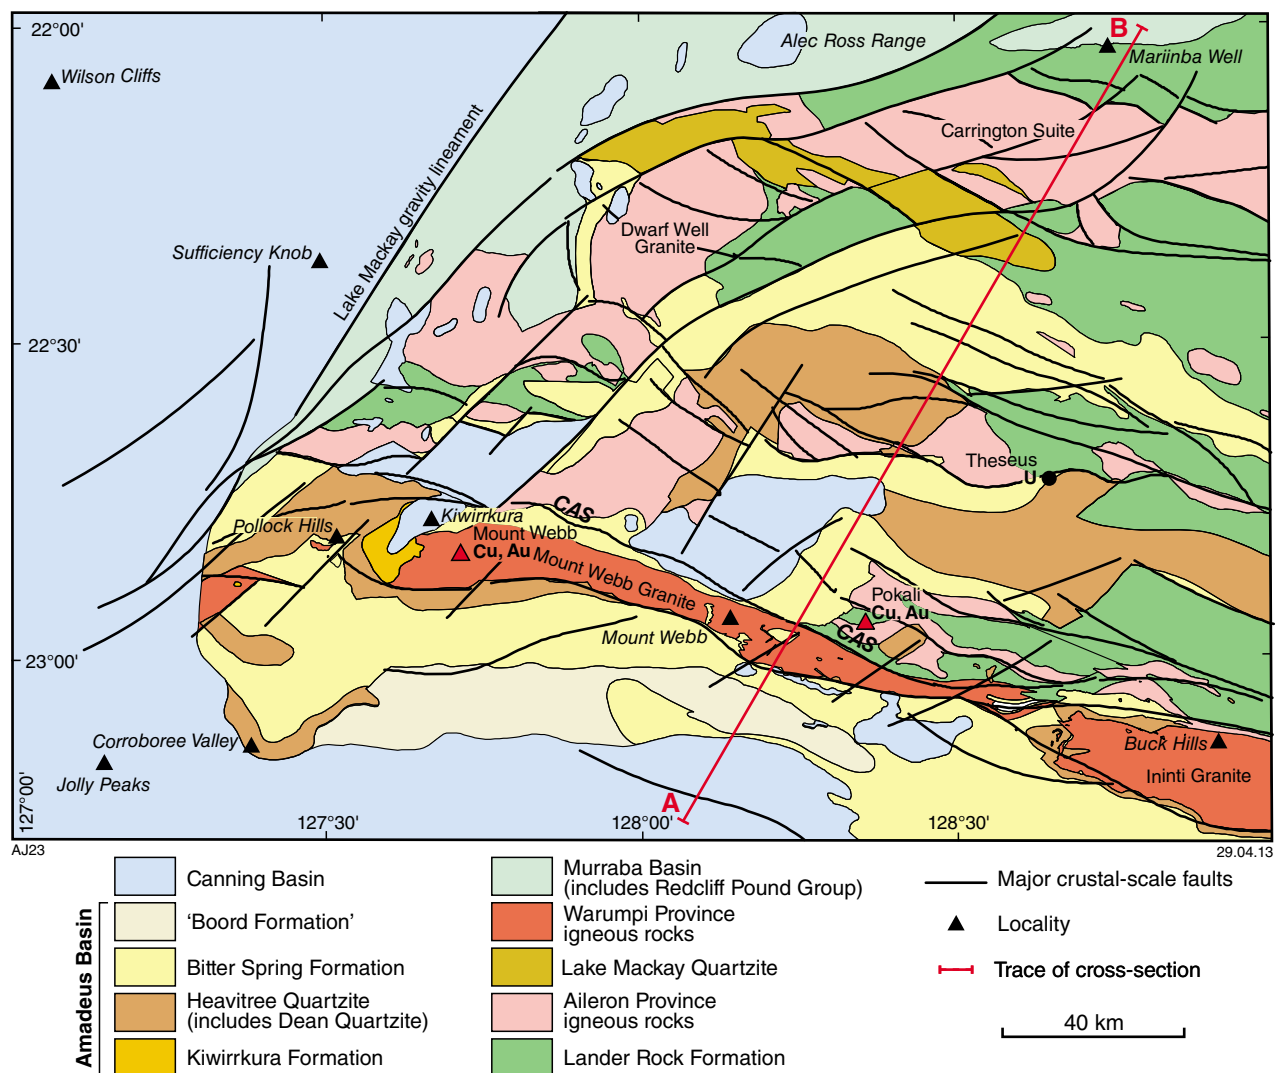 22°00'
Wilson Cliffs
Alec Ross Range
B
Mariinba Well
Lake Mackay gravity lineament
Carrington Suite
Sufficiency Knob
Dwarf Well
Granite
22°30'
Theseus
U
CAS
Pollock Hills
Kiwirrkura
Mount Webb
Cu, Au
Mount Webb Granite
Pokali
Cu, Au
CAS
Mount Webb
23°00'
Corroboree Valley
Jolly Peaks
?
Buck Hills
Ininti Granite
A
127°00'
127°30'
128°00'
128°30'
AJ23
29.04.13
Amadeus Basin
Canning Basin
'Boord Formation'
Bitter Spring Formation
Heavitree Quartzite
(includes Dean Quartzite)
Kiwirrkura Formation
Murraba Basin
(includes Redcliff Pound Group)
Warumpi Province
igneous rocks
Lake Mackay Quartzite
Aileron Province
igneous rocks
Lander Rock Formation
Major crustal-scale faults
Locality
Trace of cross-section
40 km